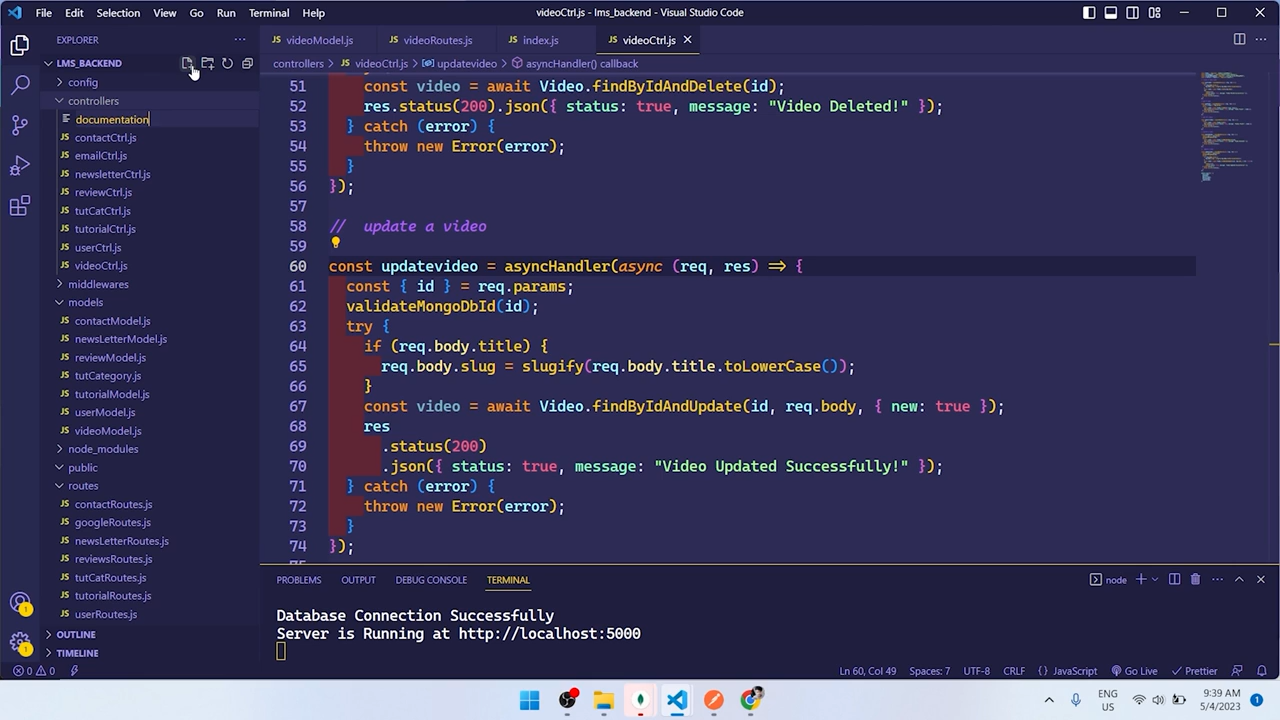 File Edit Selection View Go Run Terminal Help
videoCtrl.js - lms_backend - Visual Studio Code
EXPLORER
videoModel.js videoRoutes.js index.js videoCtrl.js
LMS_BACKEND
controllers > videoCtrl.js > updatevideo > asyncHandler() callback
config
controllers
documentation
contactCtrl.js
emailCtrl.js
newsletterCtrl.js
reviewCtrl.js
tutCatCtrl.js
tutorialCtrl.js
userCtrl.js
videoCtrl.js
middlewares
models
contactModel.js
newsLetterModel.js
reviewModel.js
tutCategory.js
tutorialModel.js
userModel.js
videoModel.js
node_modules
public
routes
contactRoutes.js
googleRoutes.js
newsLetterRoutes.js
reviewsRoutes.js
tutCatRoutes.js
tutorialRoutes.js
userRoutes.js
OUTLINE
TIMELINE
51 const video = await Video.findByIdAndDelete(id);
52 res.status(200).json({ status: true, message: "Video Deleted!" });
53 } catch (error) {
54 throw new Error(error);
55 }
56 });
57
58 // update a video
59
60 const updatevideo = asyncHandler(async (req, res) => {
61 const { id } = req.params;
62 validateMongoDbId(id);
63 try {
64 if (req.body.title) {
65 req.body.slug = slugify(req.body.title.toLowerCase());
66 }
67 const video = await Video.findByIdAndUpdate(id, req.body, { new: true });
68 res
69 .status(200)
70 .json({ status: true, message: "Video Updated Successfully!" });
71 } catch (error) {
72 throw new Error(error);
73 }
74 });
PROBLEMS OUTPUT DEBUG CONSOLE TERMINAL
node
Database Connection Successfully
Server is Running at http://localhost:5000
0 0 Ln 60, Col 49 Spaces: 7 UTF-8 CRLF {} JavaScript Go Live Prettier
ENG US
9:39 AM
5/4/2023